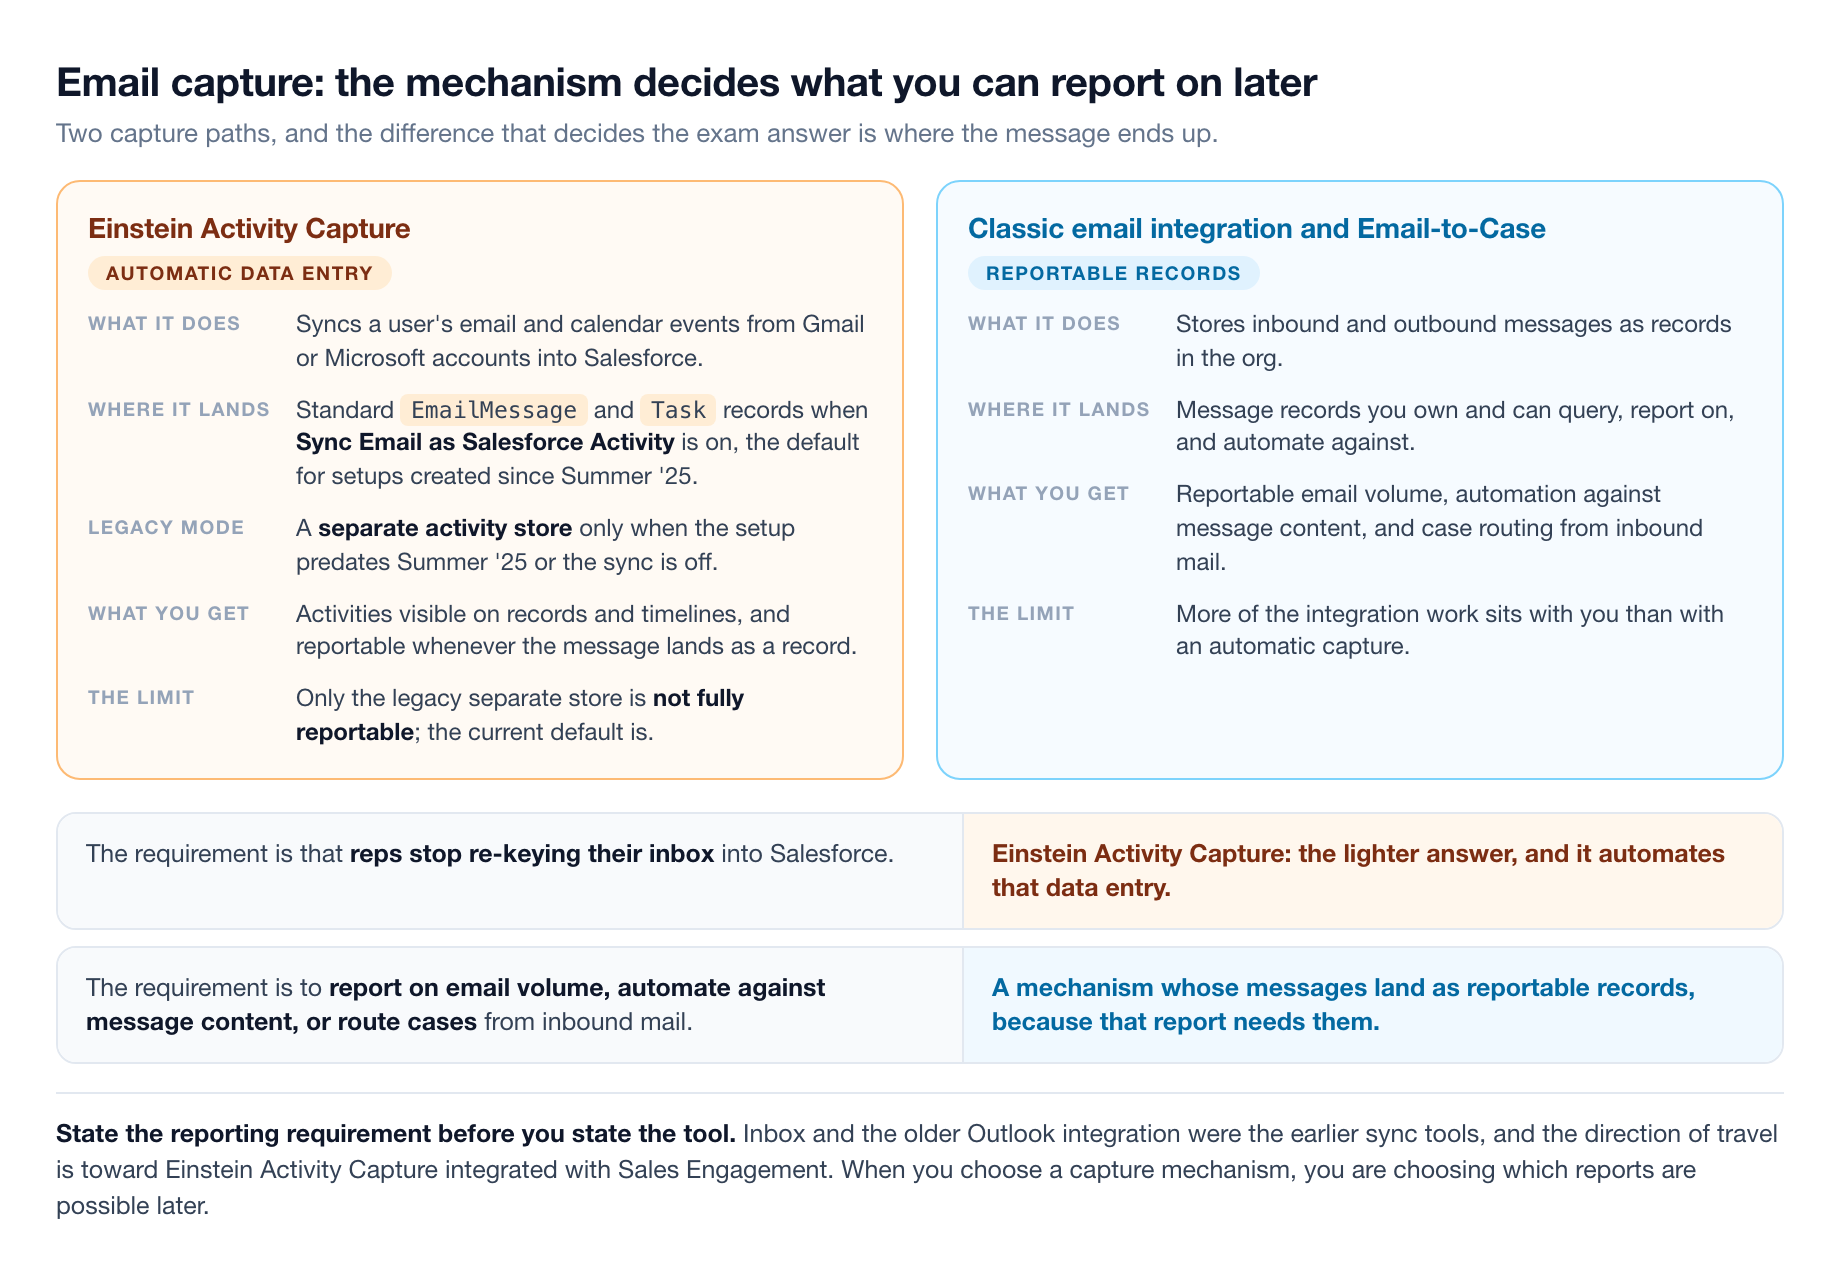 Email capture: the mechanism decides what you can report on later
Two capture paths, and the difference that decides the exam answer is where the message ends up.
Einstein Activity Capture
AUTOMATIC DATA ENTRY
WHAT IT DOES
Syncs a user's email and calendar events from Gmail
or Microsoft accounts into Salesforce.
WHERE IT LANDS
Standard EmailMessage and Task records when
Sync Email as Salesforce Activity is on, the default
for setups created since Summer '25.
LEGACY MODE
A separate activity store only when the setup
predates Summer '25 or the sync is off.
WHAT YOU GET
Activities visible on records and timelines, and
reportable whenever the message lands as a record.
THE LIMIT
Only the legacy separate store is not fully
reportable; the current default is.
Classic email integration and Email-to-Case
REPORTABLE RECORDS
WHAT IT DOES
Stores inbound and outbound messages as records
in the org.
WHERE IT LANDS
Message records you own and can query, report on,
and automate against.
WHAT YOU GET
Reportable email volume, automation against
message content, and case routing from inbound
mail.
THE LIMIT
More of the integration work sits with you than with
an automatic capture.
The requirement is that reps stop re-keying their inbox into Salesforce.
Einstein Activity Capture: the lighter answer, and it automates
that data entry.
The requirement is to report on email volume, automate against
message content, or route cases from inbound mail.
A mechanism whose messages land as reportable records,
because that report needs them.
State the reporting requirement before you state the tool. Inbox and the older Outlook integration were the earlier sync tools, and the direction of travel
is toward Einstein Activity Capture integrated with Sales Engagement. When you choose a capture mechanism, you are choosing which reports are
possible later.